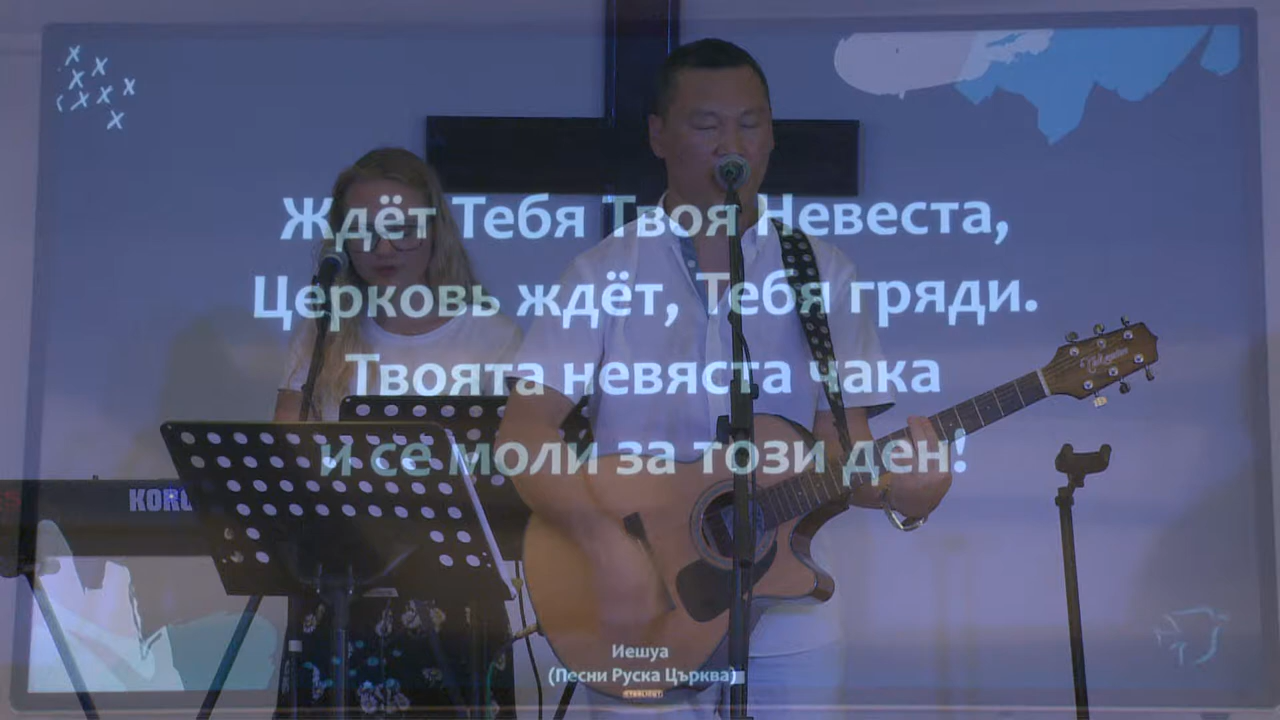 Ждёт Тебя Твоя Невеста,
Церковь ждёт, Тебя гряди.
Твоята невяста чака
и се моли за този ден!
KORG
Иешуа
(Песни Руска Църква)